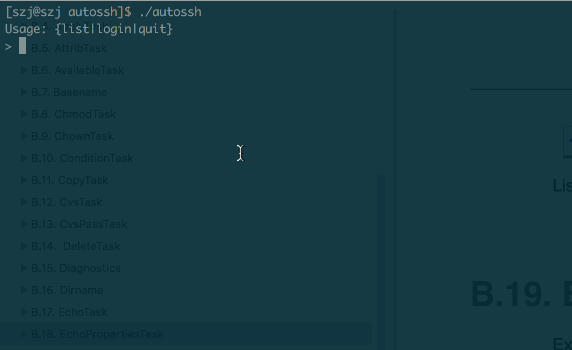 [szj@szj autossh]$ ./autossh
Usage: {list|login|quit}
>
B.5. AttribTask
B.6. AvailableTask
B.7. Basename
B.8. ChmodTask
B.9. ChownTask
B.10. ConditionTask
B.11. CopyTask
B.12. CvsTask
B.13. CvsPassTask
B.14. DeleteTask
B.15. Diagnostics
B.16. Dirname
B.17. EchoTask
B.18. EchoPropertiesTask
Lis
B.19. E
Ex